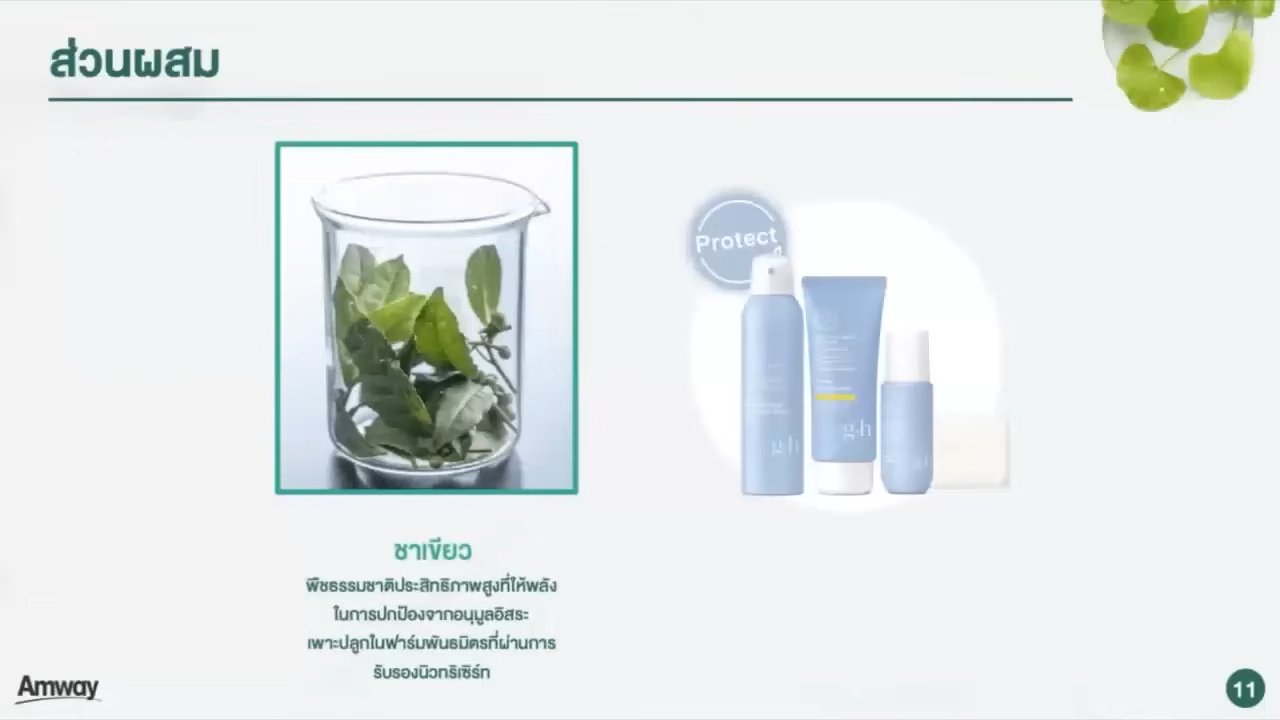 ส่วนผสม
Protect
g&h
g&h
ชาเขียว
พืชธรรมชาติประสิทธิภาพสูงที่ให้พลัง
ในการปกป้องจากอนุมูลอิสระ
เพาะปลูกในฟาร์มพันธมิตรที่ผ่านการ
รับรองนิวทริเซิร์ท
Amway
11